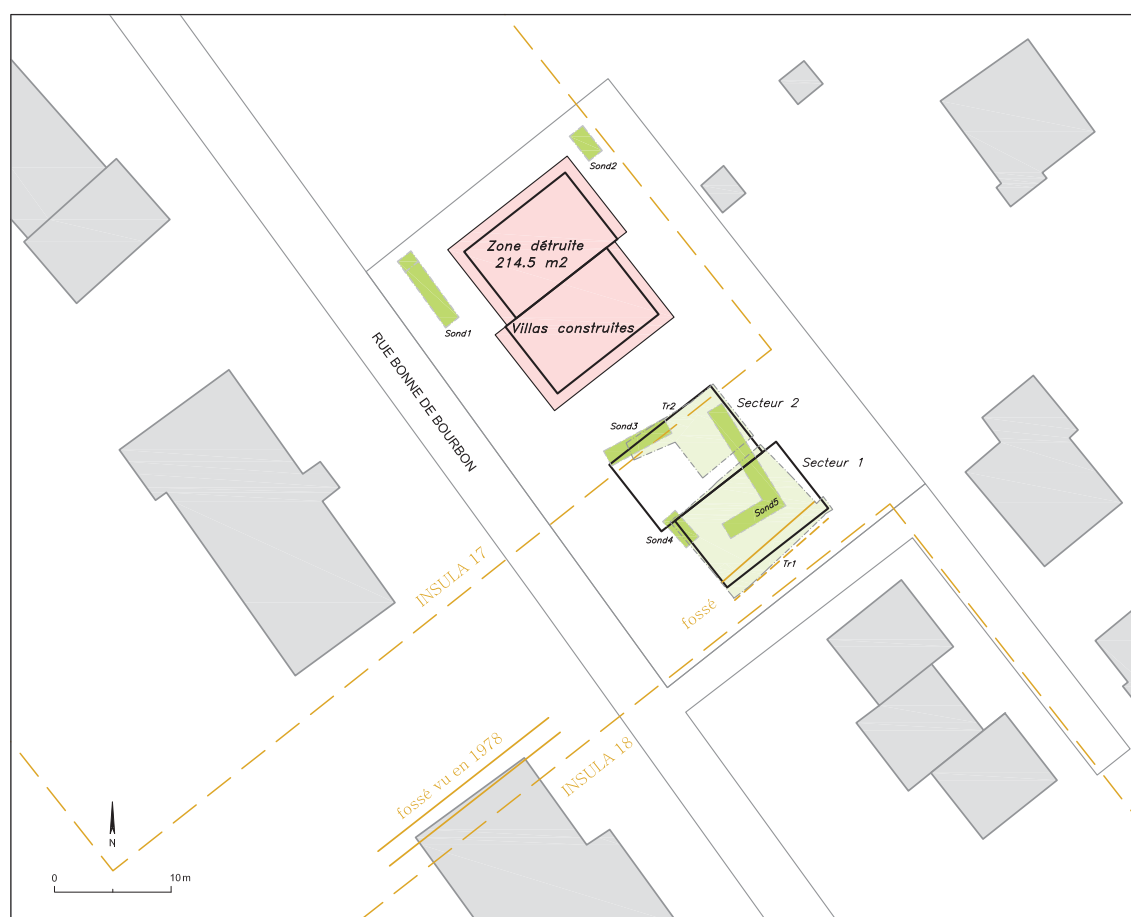 Sond2
Zone détruite
214.5 m2
Sond1
Villas construites
RUE BONNE DE BOURBON
Tr2
Secteur 2
Sond3
Secteur 1
Sond5
Sond4
Tr1
INSULA 17
fossé
fossé vu en 1978
INSULA 18
N
0 10 m